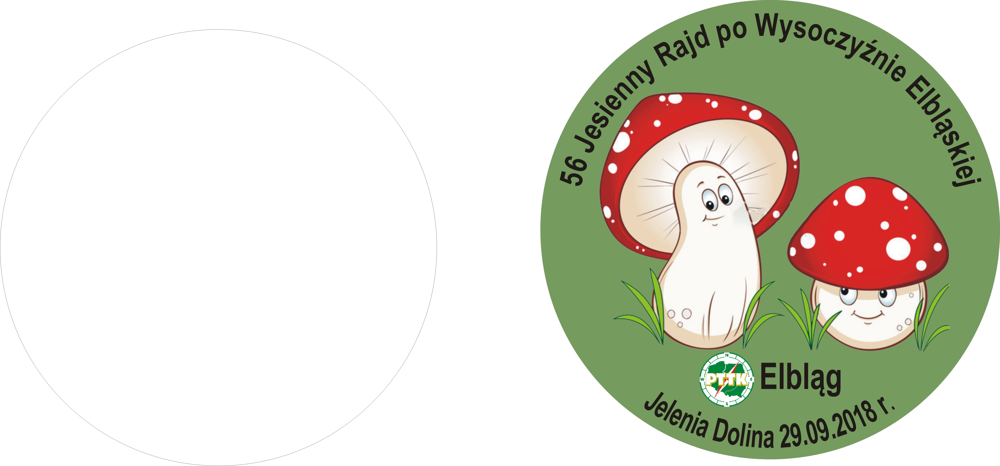 56 Jesienny Rajd po Wysoczyźnie Elbląskiej
N
W PTTK E
S
Elbląg
Jelenia Dolina 29.09.2018 r.